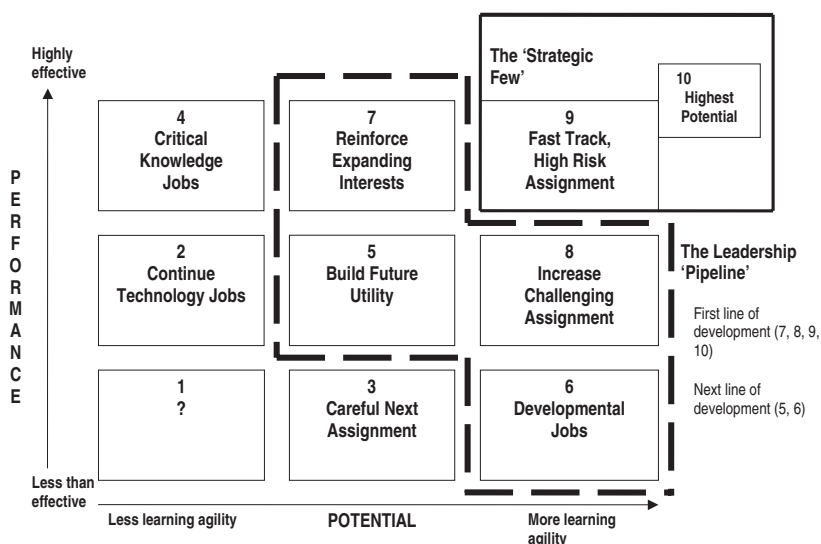 Highly
effective
The ‘Strategic
Few’
10
Highest
Potential
4
Critical
Knowledge
Jobs
7
Reinforce
Expanding
Interests
9
Fast Track,
High Risk
Assignment
PERFORMANCE
2
Continue
Technology Jobs
5
Build Future
Utility
8
Increase
Challenging
Assignment
The Leadership
‘Pipeline’
First line of
development (7, 8, 9,
10)
Next line of
development (5, 6)
1
?
3
Careful Next
Assignment
6
Developmental
Jobs
Less than
effective
Less learning agility
POTENTIAL
More learning
agility